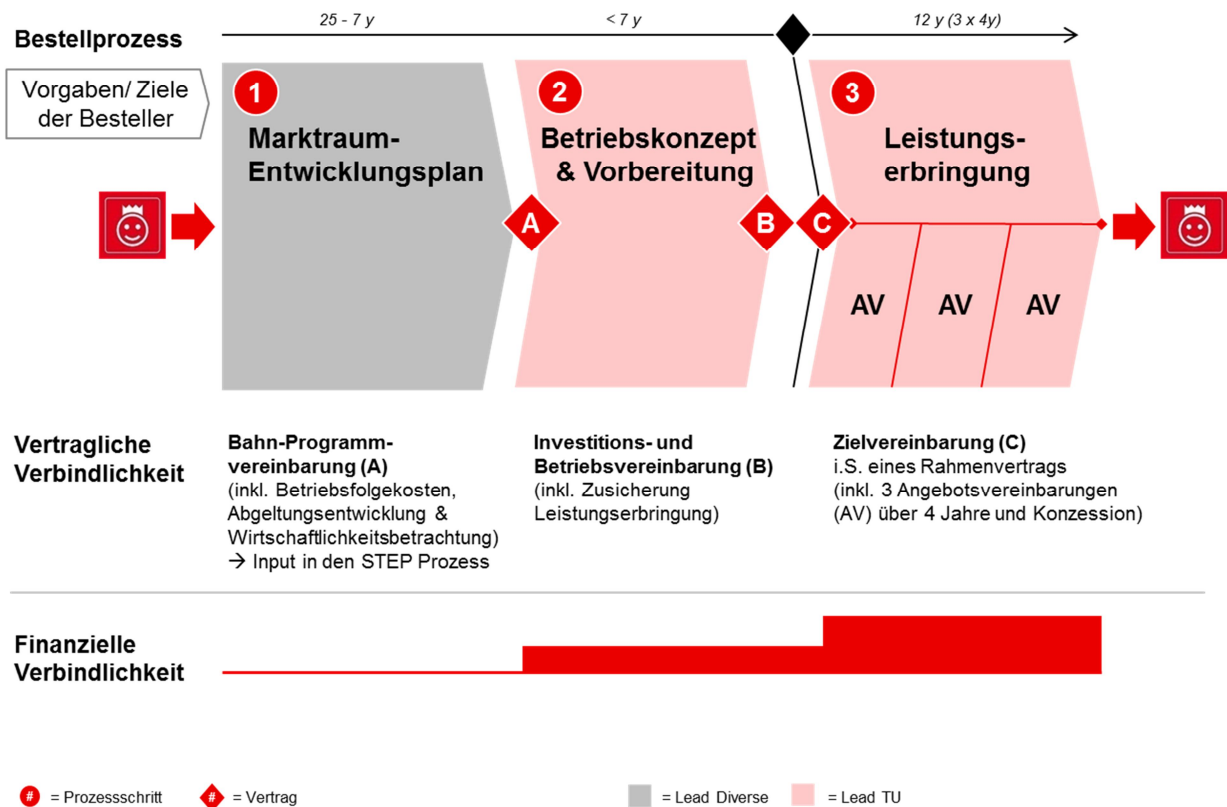 Bestellprozess
25 - 7 y
< 7 y
12 y (3 x 4y)
Vorgaben/ Ziele
der Besteller
1
Marktraum-
Entwicklungsplan
2
Betriebskonzept
& Vorbereitung
3
Leistungs-
erbringung
A
B
C
AV
AV
AV
Vertragliche
Verbindlichkeit
Bahn-Programm-
vereinbarung (A)
(inkl. Betriebsfolgekosten,
Abgeltungsentwicklung &
Wirtschaftlichkeitsbetrachtung)
→ Input in den STEP Prozess
Investitions- und
Betriebsvereinbarung (B)
(inkl. Zusicherung
Leistungserbringung)
Zielvereinbarung (C)
i.S. eines Rahmenvertrags
(inkl. 3 Angebotsvereinbarungen
(AV) über 4 Jahre und Konzession)
Finanzielle
Verbindlichkeit
# = Prozessschritt
# = Vertrag
= Lead Diverse
= Lead TU